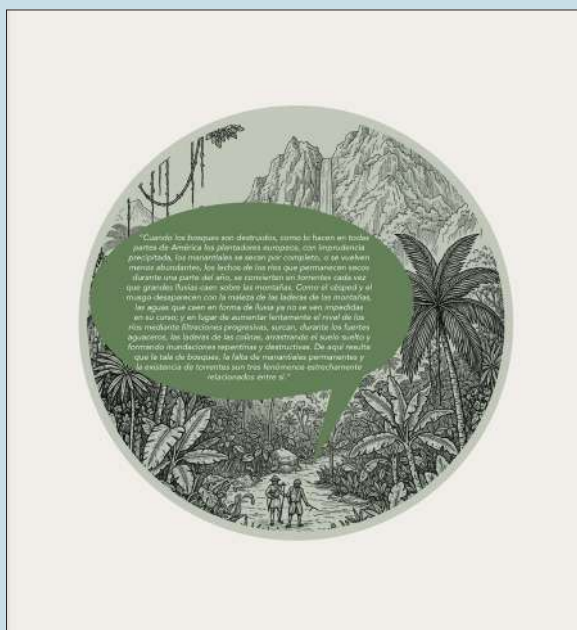 "Cuando los bosques son destruidos, como lo hacen en todas
partes de América los plantadores europeos, con imprudencia
precipitada, los manantiales se secan por completo, o se vuelven
menos abundantes, los lechos de los ríos que permanecen secos
durante una parte del año, se convierten en torrentes cada vez
que grandes lluvias caen sobre las montañas. Como el césped y el
musgo desaparecen con la maleza de las laderas de las montañas,
las aguas que caen en forma de lluvia ya no se ven impedidas
en su curso; y en lugar de aumentar lentamente el nivel de los
ríos mediante filtraciones progresivas, surcan, durante los fuertes
aguaceros, las laderas de las colinas, arrastrando el suelo suelto y
formando inundaciones repentinas y destructivas. De aquí resulta
que la tala de bosques, la falta de manantiales permanentes y
la existencia de torrentes son tres fenómenos estrechamente
relacionados entre sí."